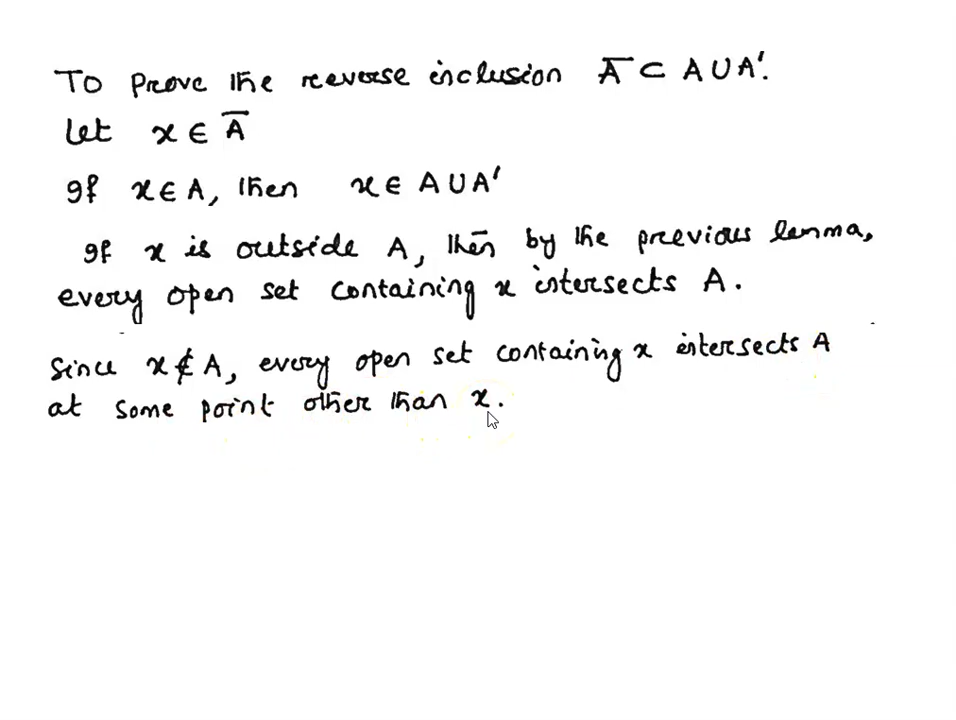 To prove the reverse inclusion A̅ ⊂ A ∪ A′.
Let x ∈ A̅
If x ∈ A, then x ∈ A ∪ A′
If x is outside A, then by the previous lemma,
every open set containing x intersects A.
Since x ∉ A, every open set containing x intersects A
at some point other than x.